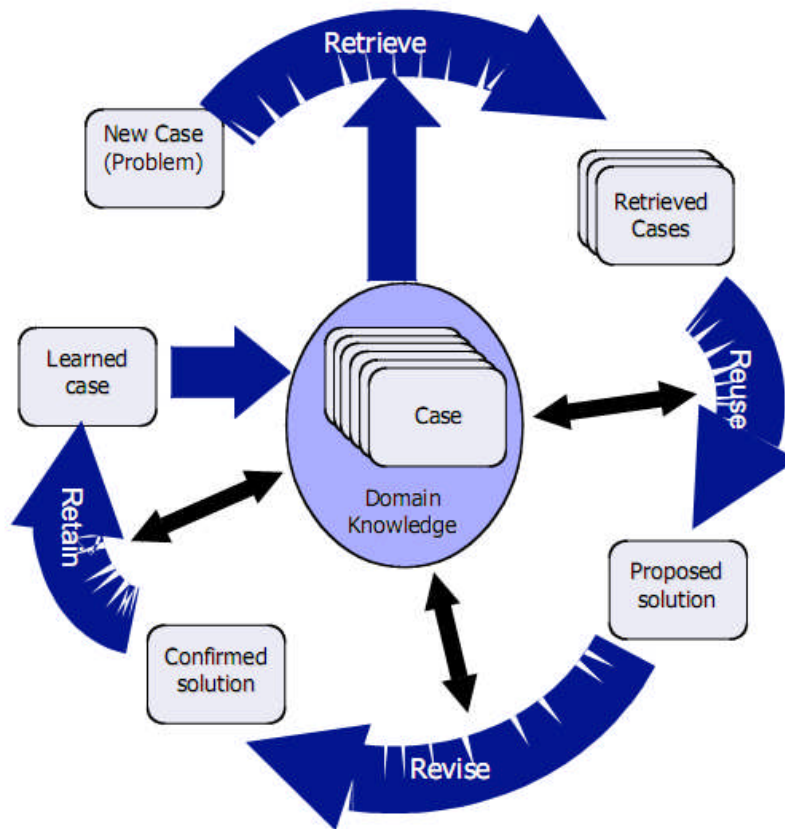 Retrieve
New Case
(Problem)
Retrieved
Cases
Learned
case
Case
Reuse
Domain
Knowledge
Retain
Proposed
solution
Confirmed
solution
Revise